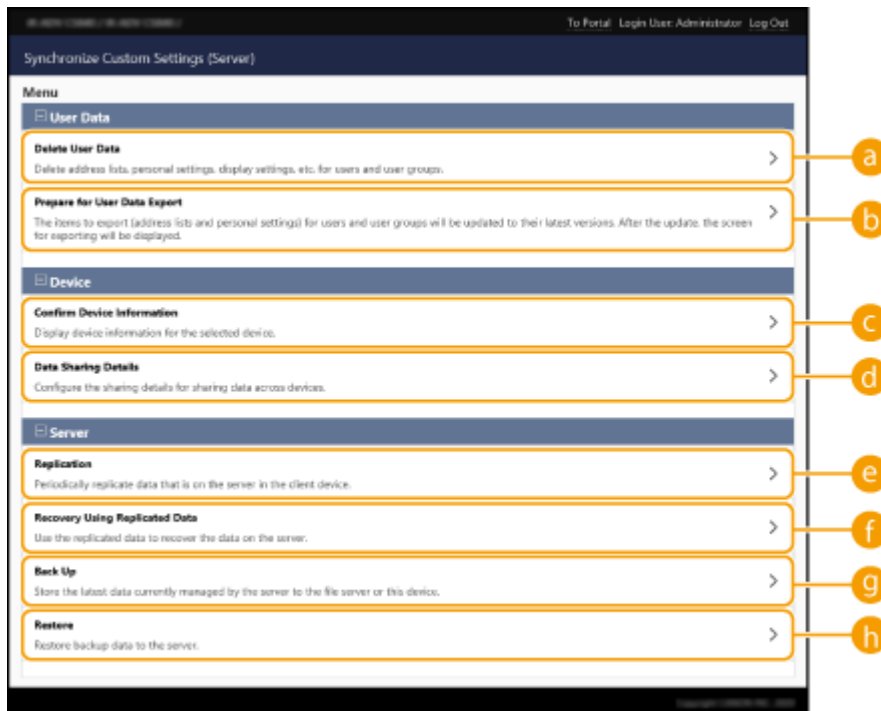 To Portal Login User: Administrator Log Out
Synchronize Custom Settings (Server)
Menu
User Data
Delete User Data
Delete address lists, personal settings, display settings, etc. for users and user groups.
a
Prepare for User Data Export
The items to export (address lists and personal settings) for users and user groups will be updated to their latest versions. After the update, the screen
for exporting will be displayed.
b
Device
Confirm Device Information
Display device information for the selected device.
c
Data Sharing Details
Configure the sharing details for sharing data across devices.
d
Server
Replication
Periodically replicate data that is on the server in the client device.
e
Recovery Using Replicated Data
Use the replicated data to recover the data on the server.
f
Back Up
Store the latest data currently managed by the server to the file server or this device.
g
Restore
Restore backup data to the server.
h